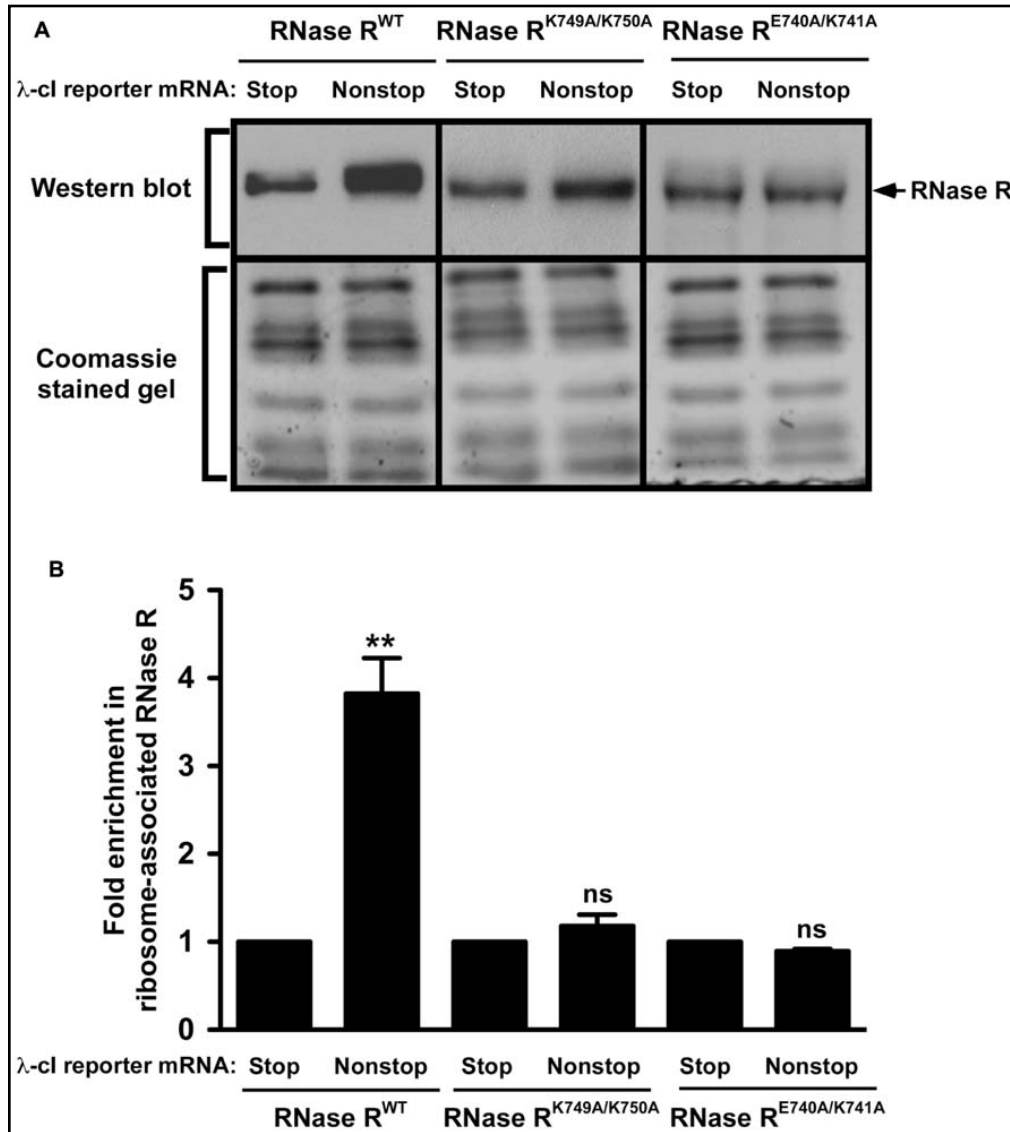 A
RNase R^WT RNase R^K749A/K750A RNase R^E740A/K741A
λ-cI reporter mRNA: Stop Nonstop Stop Nonstop Stop Nonstop
Western blot
RNase R
Coomassie
stained gel
B
Fold enrichment in
ribosome-associated RNase R
5
4
3
2
1
0
**
ns
ns
λ-cI reporter mRNA: Stop Nonstop Stop Nonstop Stop Nonstop
RNase R^WT RNase R^K749A/K750A RNase R^E740A/K741A